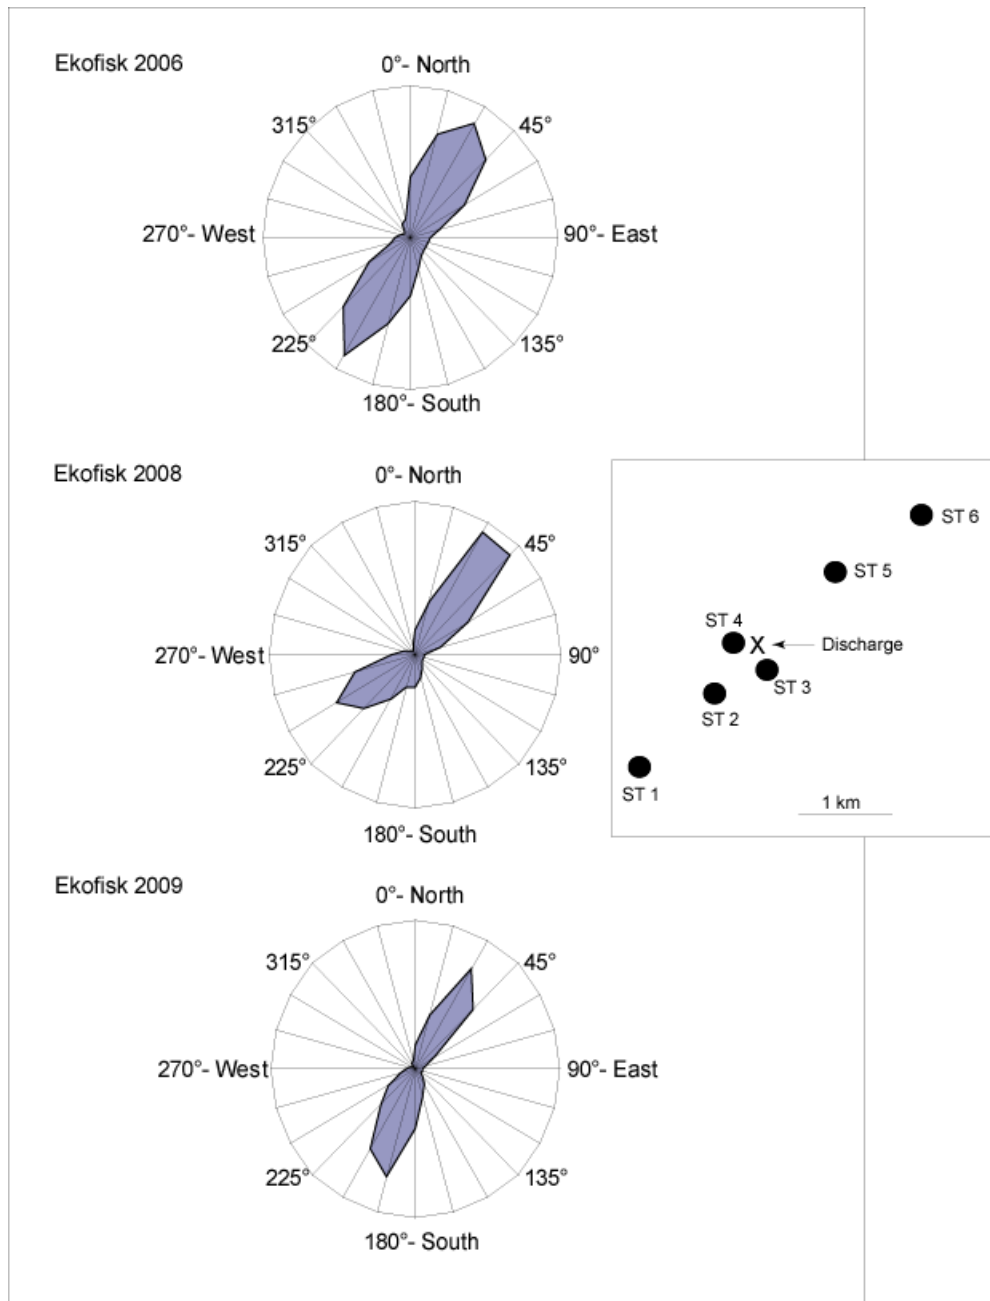 Ekofisk 2006
0°- North
315°
45°
270°- West
90°- East
225°
135°
180°- South
Ekofisk 2008
0°- North
315°
45°
270°- West
90°
225°
135°
180°- South
ST 6
ST 5
ST 4
X
Discharge
ST 3
ST 2
ST 1
1 km
Ekofisk 2009
0°- North
315°
45°
270°- West
90°- East
225°
135°
180°- South